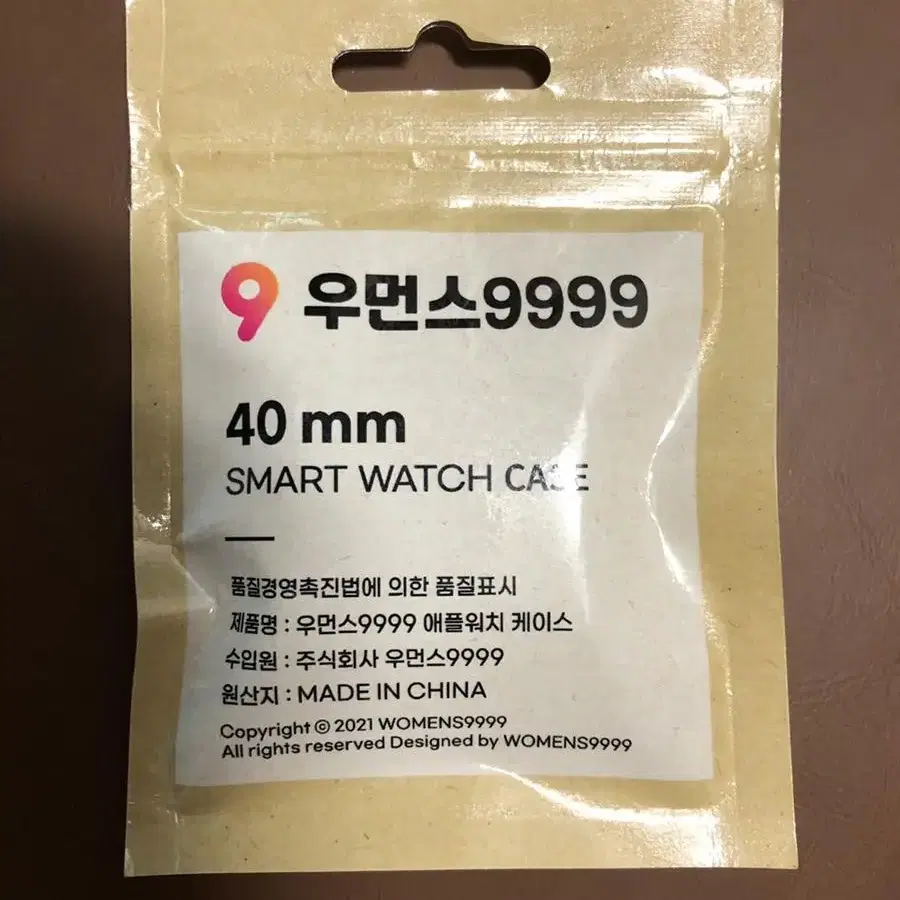 9 우먼스9999
40 mm
SMART WATCH CASE
품질경영촉진법에 의한 품질표시
제품명 : 우먼스9999 애플워치 케이스
수입원 : 주식회사 우먼스9999
원산지 : MADE IN CHINA
Copyright ⓒ 2021 WOMENS9999
All rights reserved Designed by WOMENS9999